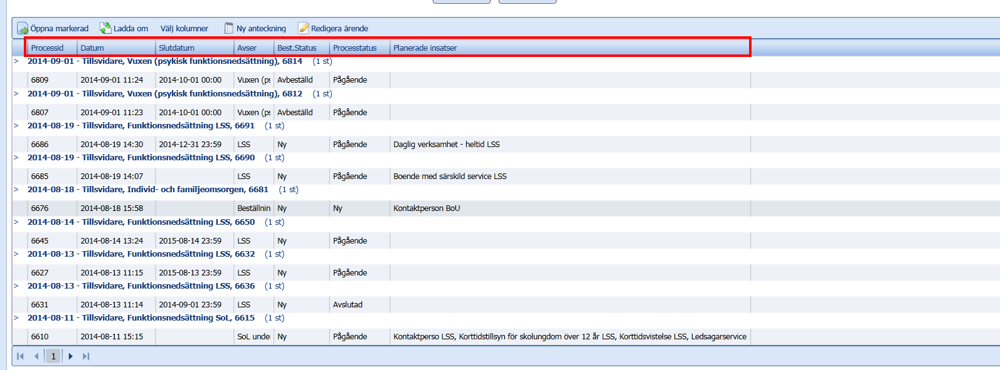 Öppna markerad Ladda om Välj kolumner Ny anteckning Redigera ärende
Processid Datum Slutdatum Avser Best.Status Processtatus Planerade insatser
> 2014-09-01 - Tillsvidare, Vuxen (psykisk funktionsnedsättning), 6814 (1 st)
6809 2014-09-01 11:24 2014-10-01 00:00 Vuxen (ps Avbeställd Pågående
> 2014-09-01 - Tillsvidare, Vuxen (psykisk funktionsnedsättning), 6812 (1 st)
6807 2014-09-01 11:23 2014-10-01 00:00 Vuxen (ps Avbeställd Pågående
> 2014-08-19 - Tillsvidare, Funktionsnedsättning LSS, 6691 (1 st)
6686 2014-08-19 14:30 2014-12-31 23:59 LSS Ny Pågående Daglig verksamhet - heltid LSS
> 2014-08-19 - Tillsvidare, Funktionsnedsättning LSS, 6690 (1 st)
6685 2014-08-19 14:07 LSS Ny Pågående Boende med särskild service LSS
> 2014-08-18 - Tillsvidare, Individ- och familjeomsorgen, 6681 (1 st)
6676 2014-08-18 15:58 Beställnin Ny Ny Kontaktperson BoU
> 2014-08-14 - Tillsvidare, Funktionsnedsättning LSS, 6650 (1 st)
6645 2014-08-14 13:24 2015-08-14 23:59 LSS Ny Pågående
> 2014-08-13 - Tillsvidare, Funktionsnedsättning LSS, 6632 (1 st)
6627 2014-08-13 11:15 2015-08-13 23:59 LSS Ny Pågående
> 2014-08-13 - Tillsvidare, Funktionsnedsättning LSS, 6636 (1 st)
6631 2014-08-13 11:14 2014-09-01 23:59 LSS Ny Avslutad
> 2014-08-11 - Tillsvidare, Funktionsnedsättning SoL, 6615 (1 st)
6610 2014-08-11 15:15 SoL unde Ny Pågående Kontaktperso LSS, Korttidstillsyn för skolungdom över 12 år LSS, Korttidsvistelse LSS, Ledsagarservice
1